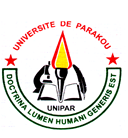 UNIVERSITE DE PARAKOU
UNIPAR
DOCTRINA LUMEN HUMANI GENERIS EST